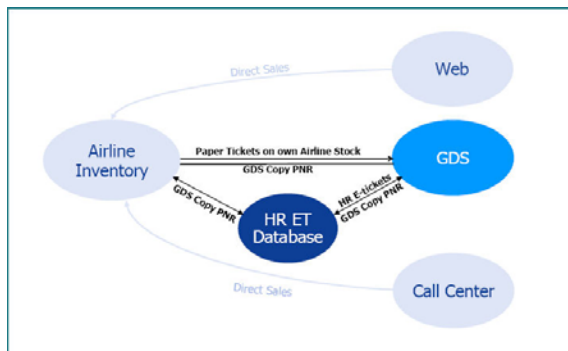 Direct Sales
Web
Airline
Inventory
Paper Tickets on own Airline Stock
GDS Copy PNR
GDS
GDS Copy PNR
HR E-tickets
GDS Copy PNR
HR ET
Database
Direct Sales
Call Center